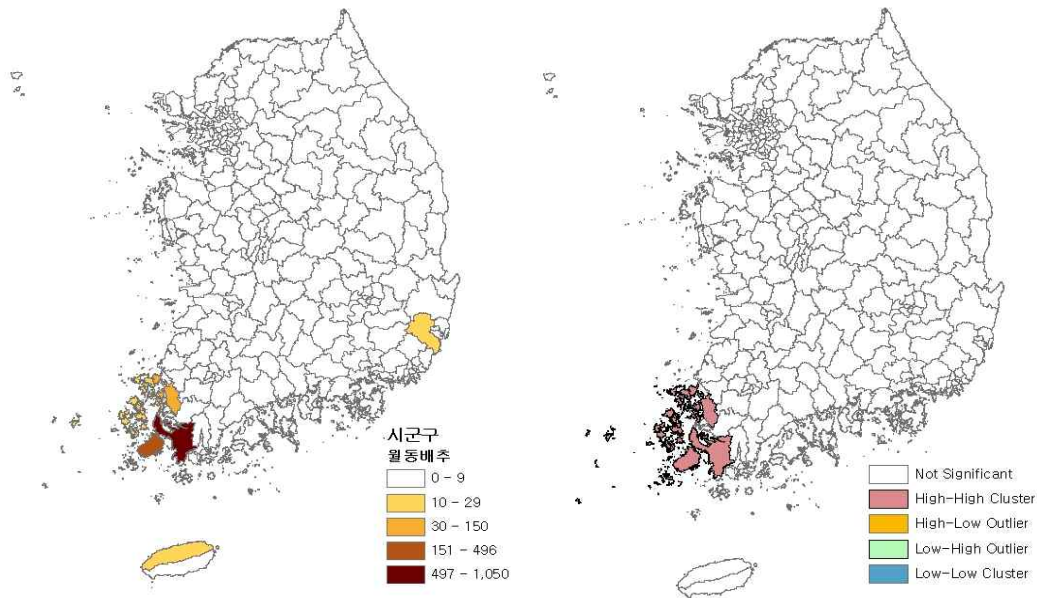 시군구
월동배추
0 - 9
10 - 29
30 - 150
151 - 496
497 - 1,050
Not Significant
High-High Cluster
High-Low Outlier
Low-High Outlier
Low-Low Cluster